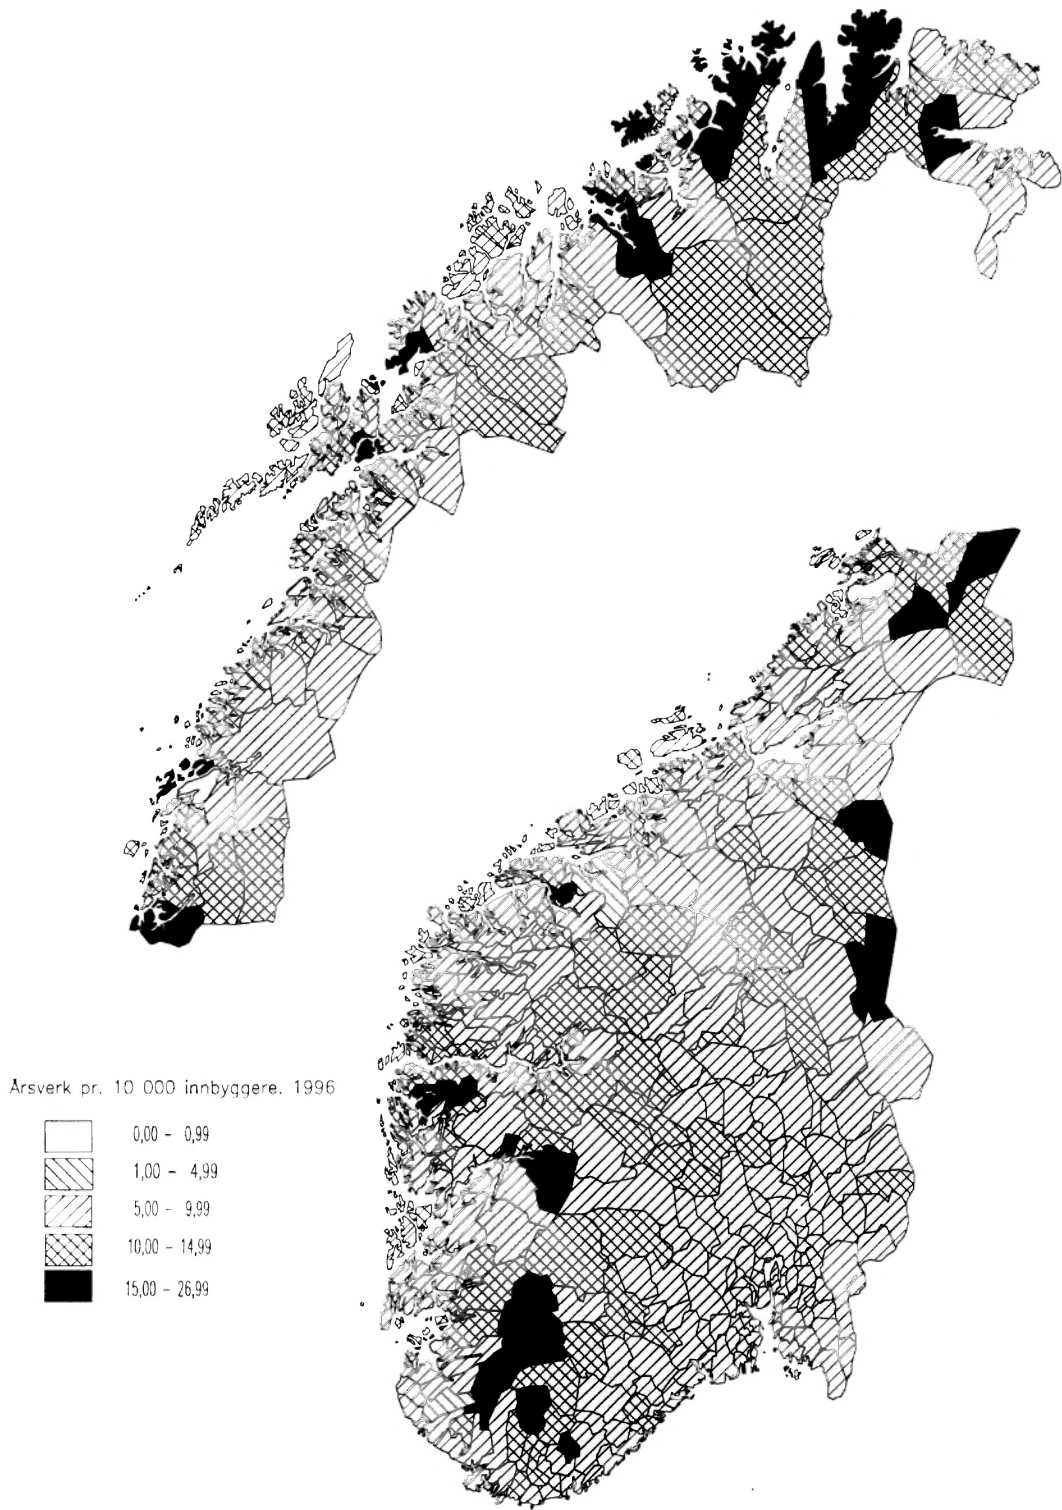 Årsverk pr. 10 000 innbyggere. 1996
0,00 - 0,99
1,00 - 4,99
5,00 - 9,99
10,00 - 14,99
15,00 - 26,99